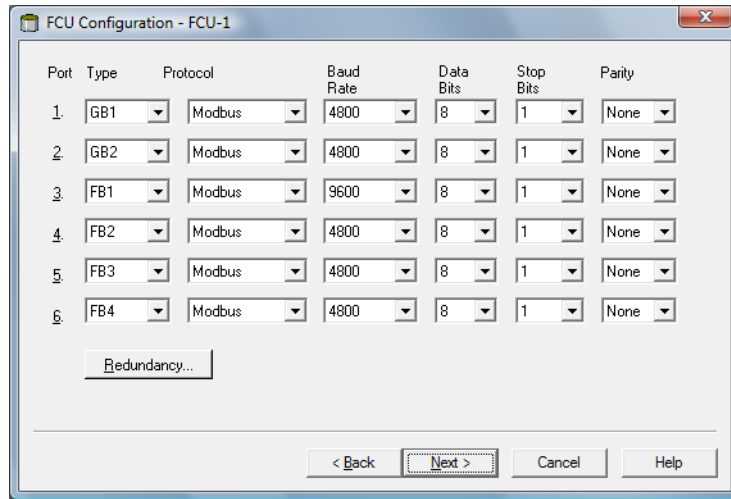 FCU Configuration - FCU-1
Port Type Protocol Baud Rate Data Bits Stop Bits Parity
1. GB1 Modbus 4800 8 1 None
2. GB2 Modbus 4800 8 1 None
3. FB1 Modbus 9600 8 1 None
4. FB2 Modbus 4800 8 1 None
5. FB3 Modbus 4800 8 1 None
6. FB4 Modbus 4800 8 1 None
Redundancy...
< Back Next > Cancel Help